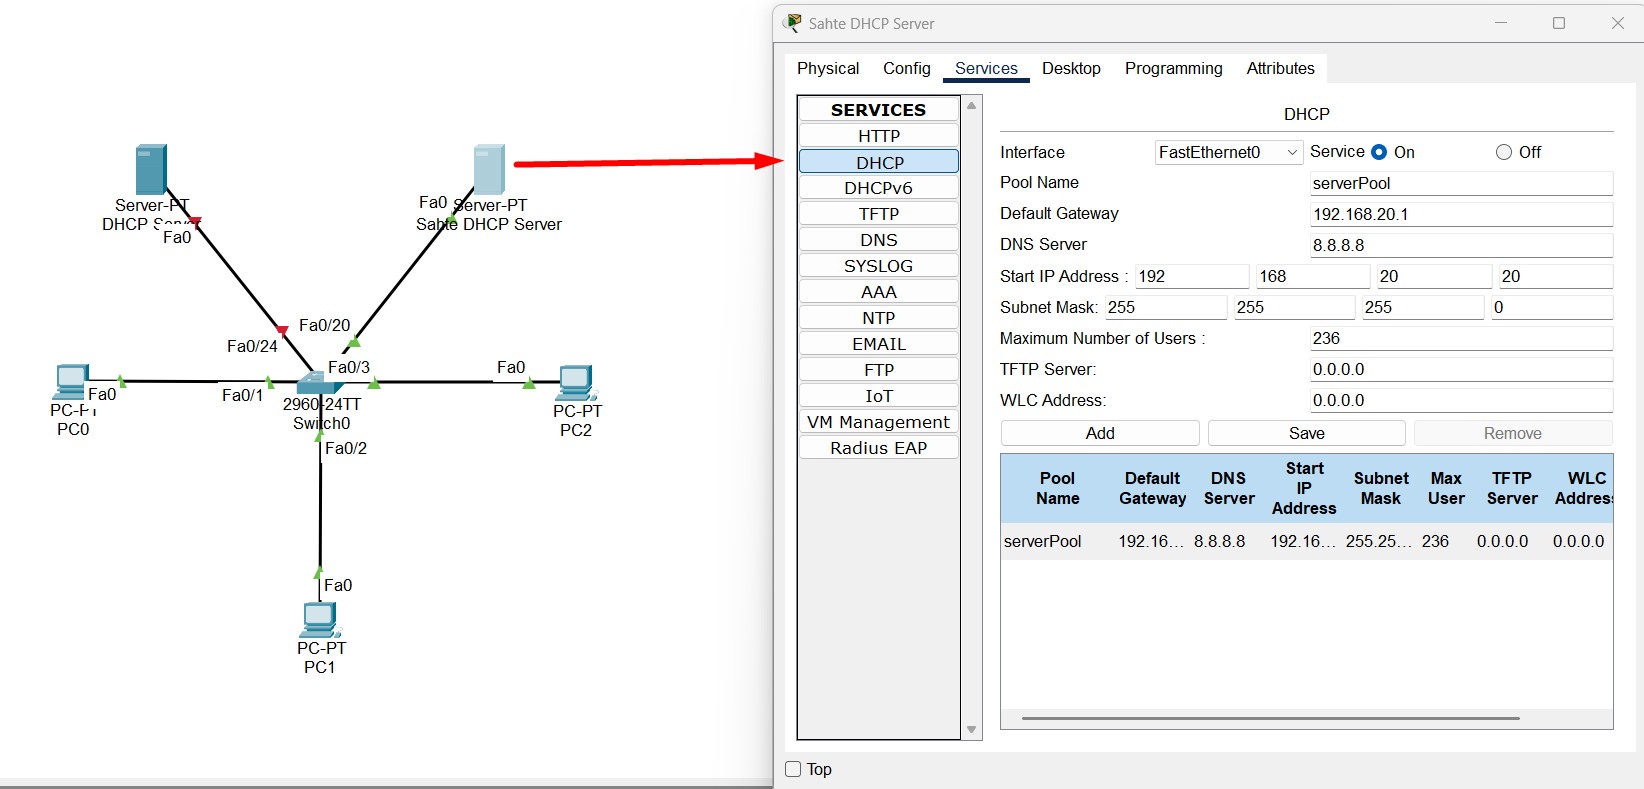 Sahte DHCP Server
Physical Config Services Desktop Programming Attributes
SERVICES
HTTP
DHCP
DHCPv6
TFTP
DNS
SYSLOG
AAA
NTP
EMAIL
FTP
IoT
VM Management
Radius EAP
DHCP
Interface FastEthernet0 Service On Off
Pool Name serverPool
Default Gateway 192.168.20.1
DNS Server 8.8.8.8
Start IP Address : 192 168 20 20
Subnet Mask: 255 255 255 0
Maximum Number of Users : 236
TFTP Server: 0.0.0.0
WLC Address: 0.0.0.0
Add Save Remove
Pool Name Default Gateway DNS Server Start IP Address Subnet Mask Max User TFTP Server WLC Address
serverPool 192.16... 8.8.8.8 192.16... 255.25... 236 0.0.0.0 0.0.0.0
Top
Server-PT
DHCP Server
Fa0
Fa0 Server-PT
Sahte DHCP Server
Fa0/20
Fa0/24
Fa0/3
Fa0
Fa0/1
Fa0
2960-24TT
Switch0
PC-PT
PC0
PC-PT
PC2
Fa0/2
Fa0
PC-PT
PC1